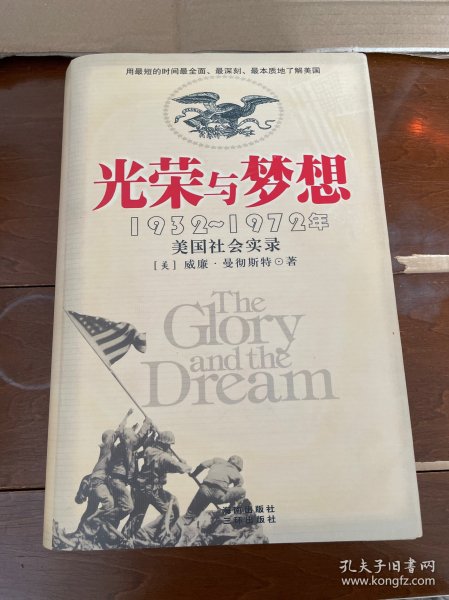 用最短的时间最全面、最深刻、最本质地了解美国
光荣与梦想
1932~1972年
美国社会实录
[美] 威廉·曼彻斯特⊙著
The
Glory
and the
Dream
海南出版社
三环出版社
孔夫子旧书网
www.kongfz.com